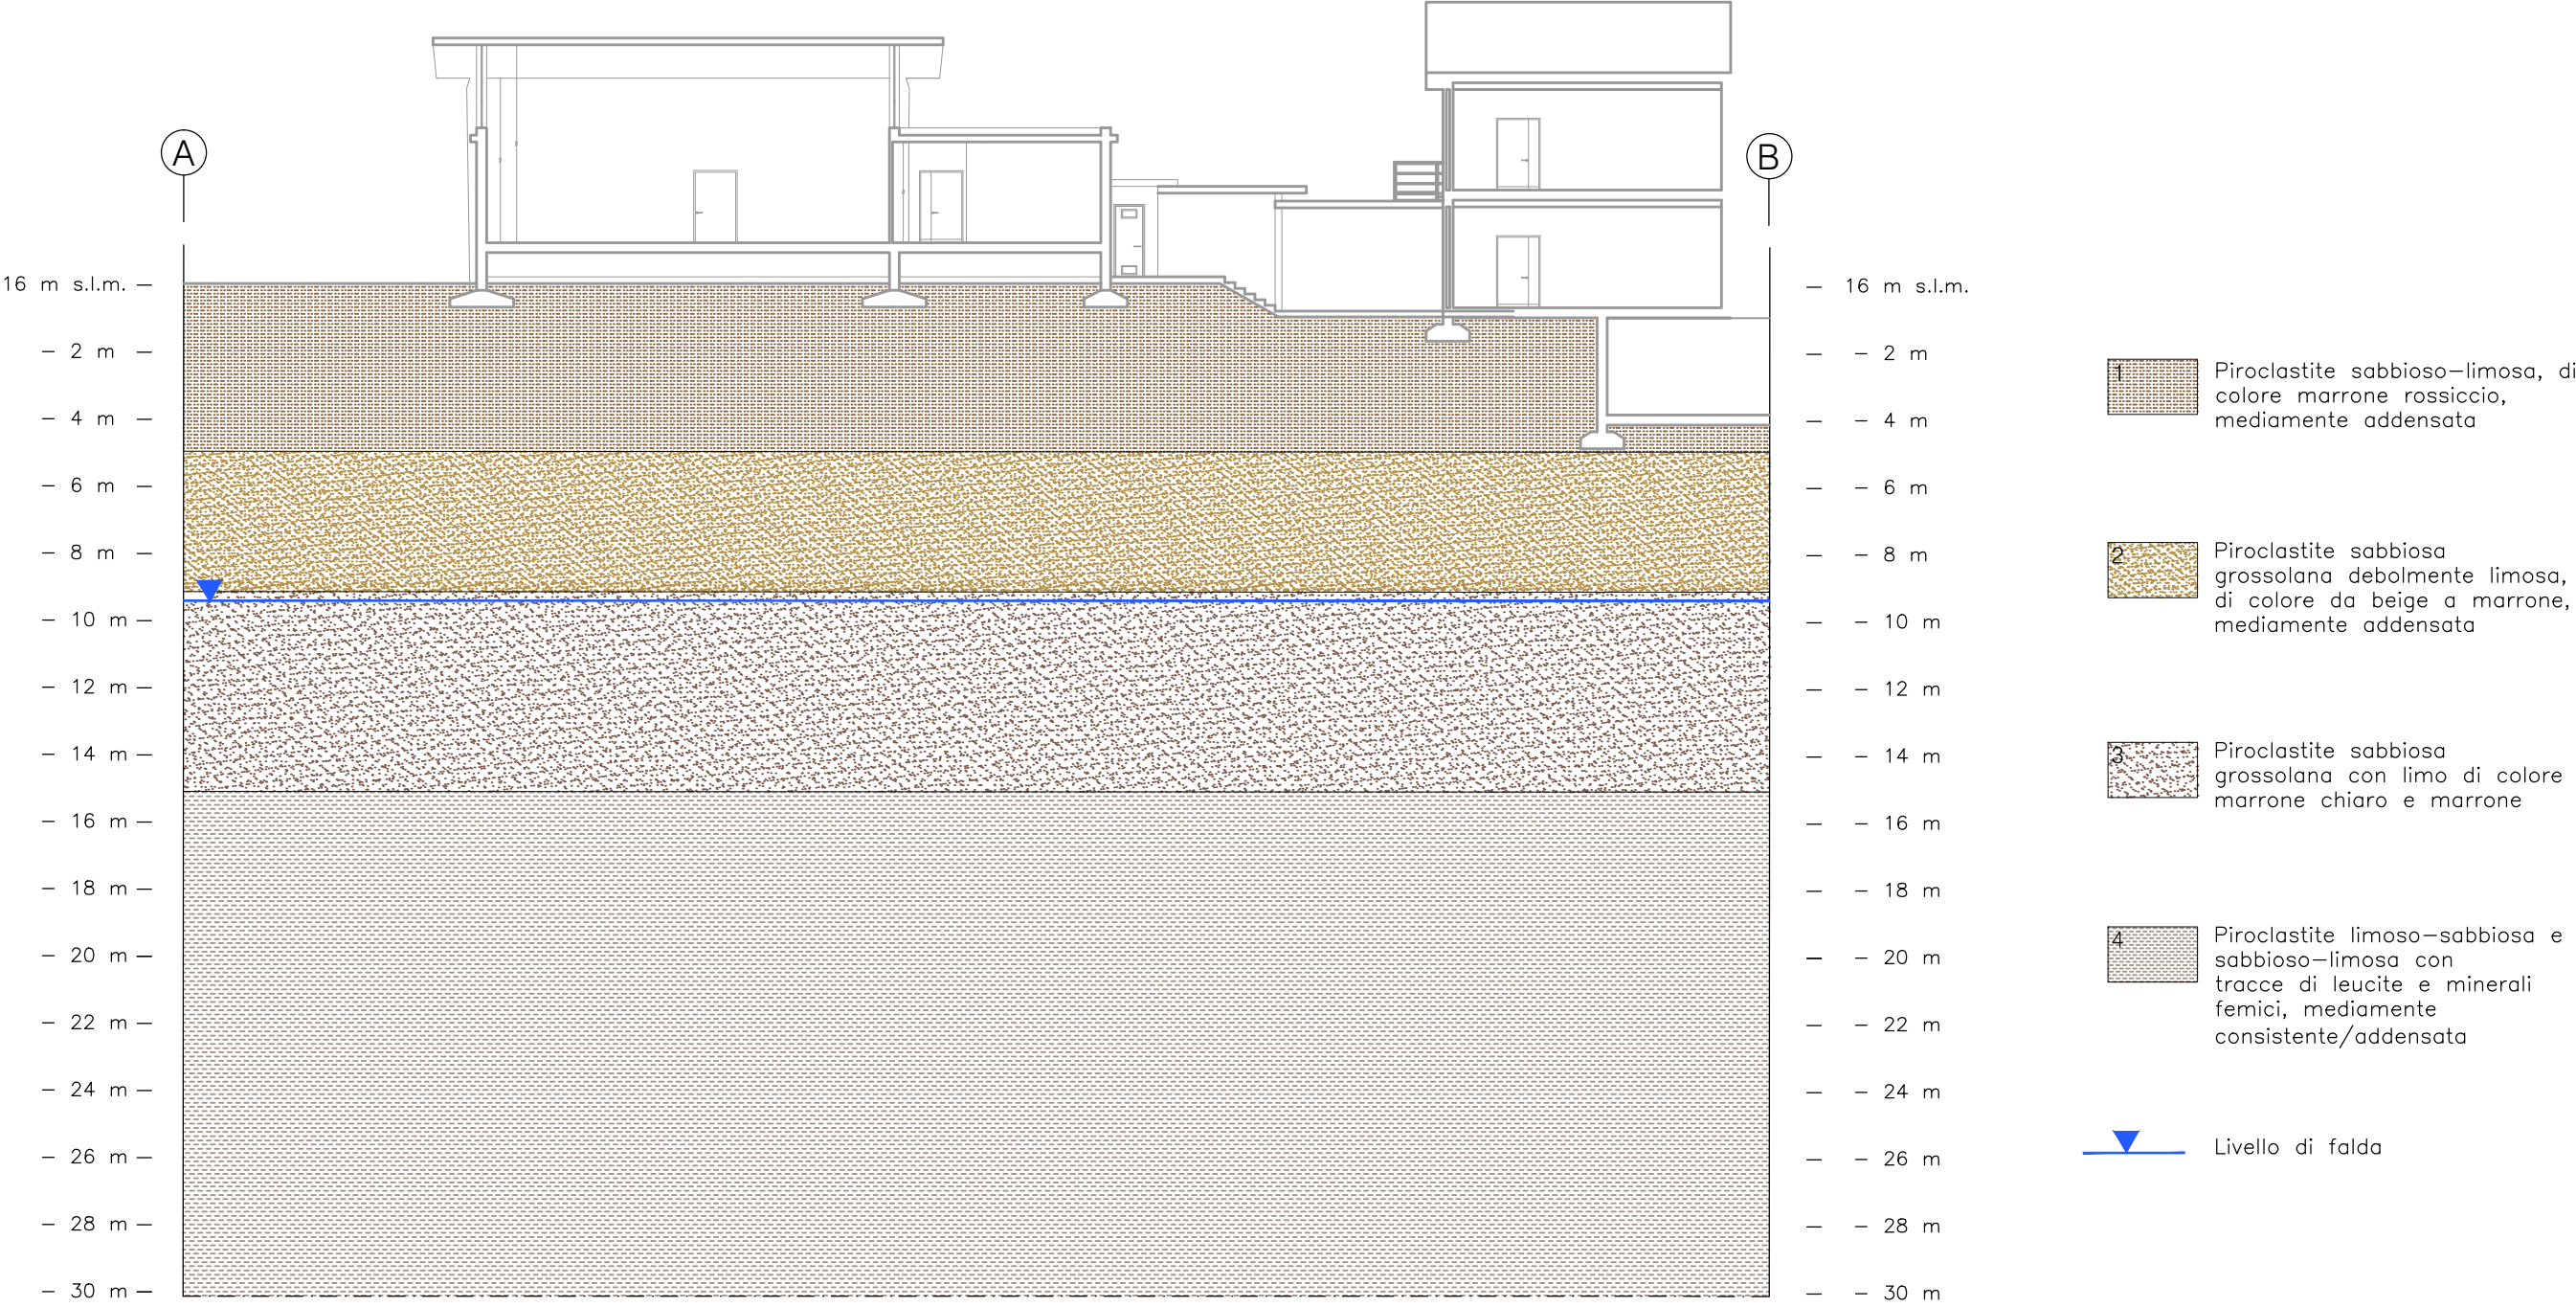 A
B
16 m s.l.m.
- 2 m
- 4 m
- 6 m
- 8 m
- 10 m
- 12 m
- 14 m
- 16 m
- 18 m
- 20 m
- 22 m
- 24 m
- 26 m
- 28 m
- 30 m
16 m s.l.m.
- 2 m
- 4 m
- 6 m
- 8 m
- 10 m
- 12 m
- 14 m
- 16 m
- 18 m
- 20 m
- 22 m
- 24 m
- 26 m
- 28 m
- 30 m
1
Piroclastite sabbioso-limosa, di
colore marrone rossiccio,
mediamente addensata
2
Piroclastite sabbiosa
grossolana debolmente limosa,
di colore da beige a marrone,
mediamente addensata
3
Piroclastite sabbiosa
grossolana con limo di colore
marrone chiaro e marrone
4
Piroclastite limoso-sabbiosa e
sabbioso-limosa con
tracce di leucite e minerali
femici, mediamente
consistente/addensata
Livello di falda